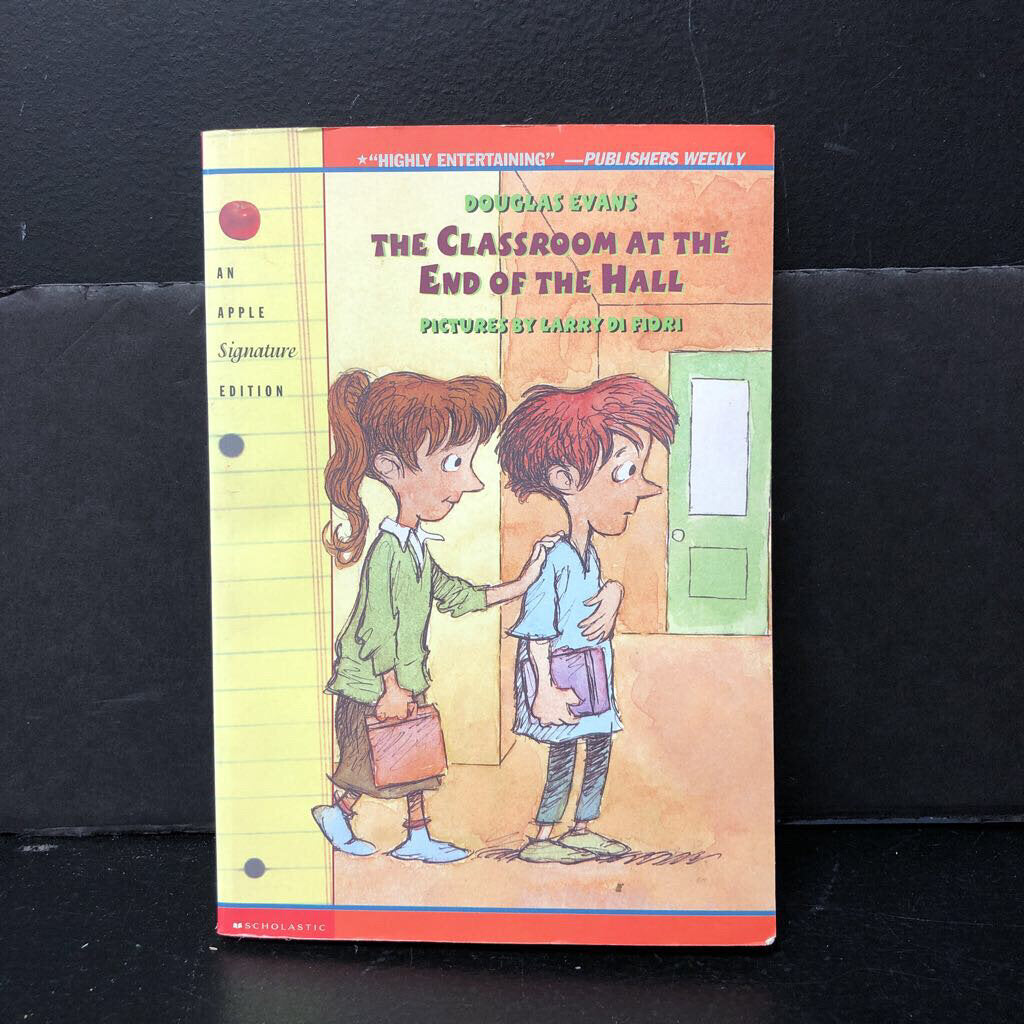 ★"HIGHLY ENTERTAINING" —PUBLISHERS WEEKLY
DOUGLAS EVANS
THE CLASSROOM AT THE
END OF THE HALL
PICTURES BY LARRY DI FIORI
AN
APPLE
Signature
EDITION
SCHOLASTIC